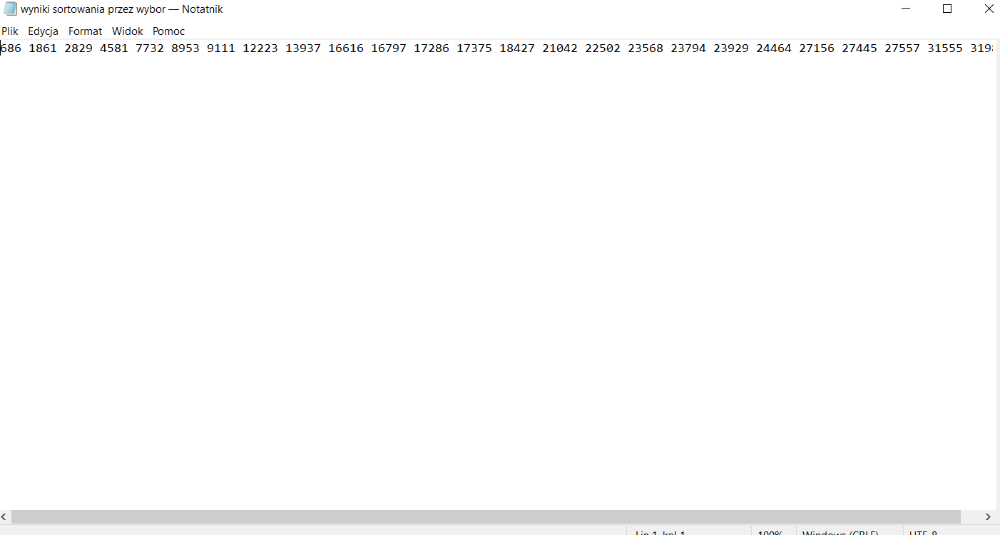 wyniki sortowania przez wybor — Notatnik
Plik Edycja Format Widok Pomoc
686 1861 2829 4581 7732 8953 9111 12223 13937 16616 16797 17286 17375 18427 21042 22502 23568 23794 23929 24464 27156 27445 27557 31555
Lin 1, kol 1 100% Windows (CRLF) UTF-8